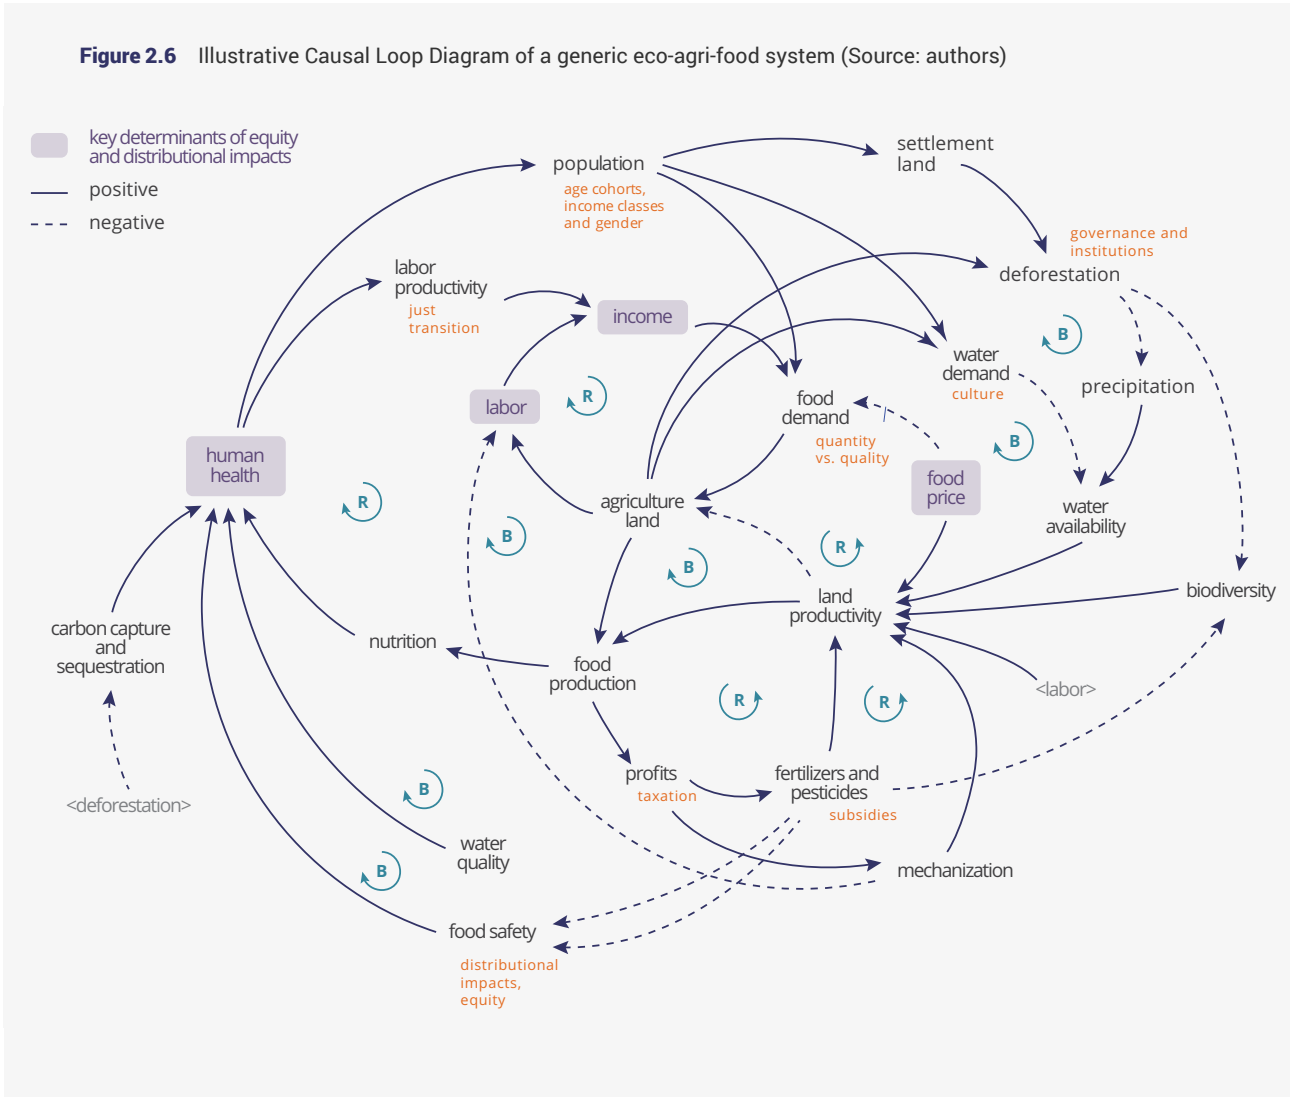 Figure 2.6 Illustrative Causal Loop Diagram of a generic eco-agri-food system (Source: authors)
key determinants of equity
and distributional impacts
positive
negative
population
age cohorts,
income classes
and gender
settlement
land
governance and
institutions
deforestation
labor
productivity
just
transition
income
B
water
demand
culture
precipitation
labor
R
food
demand
quantity
vs. quality
B
human
health
food
price
R
agriculture
land
water
availability
B
B
R
land
productivity
biodiversity
carbon capture
and
sequestration
nutrition
food
production
<labor>
R
R
profits
taxation
fertilizers and
pesticides
subsidies
<deforestation>
B
water
quality
B
mechanization
food safety
distributional
impacts,
equity